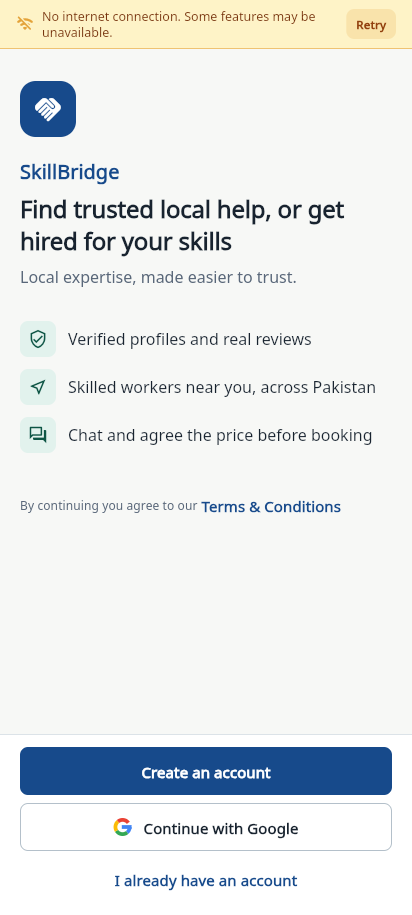 No internet connection. Some features may be
unavailable.
Retry
SkillBridge
Find trusted local help, or get
hired for your skills
Local expertise, made easier to trust.
Verified profiles and real reviews
Skilled workers near you, across Pakistan
Chat and agree the price before booking
By continuing you agree to our Terms & Conditions
Create an account
Continue with Google
I already have an account